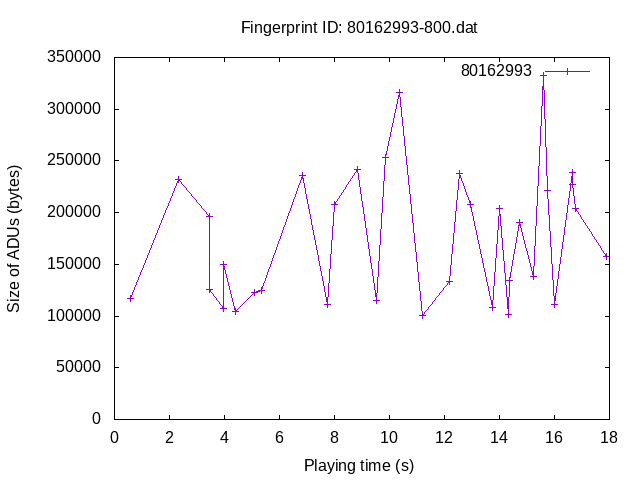 Fingerprint ID: 80162993-800.dat
350000
80162993
300000
250000
200000
150000
100000
50000
0
Size of ADUs (bytes)
0 2 4 6 8 10 12 14 16 18
Playing time (s)